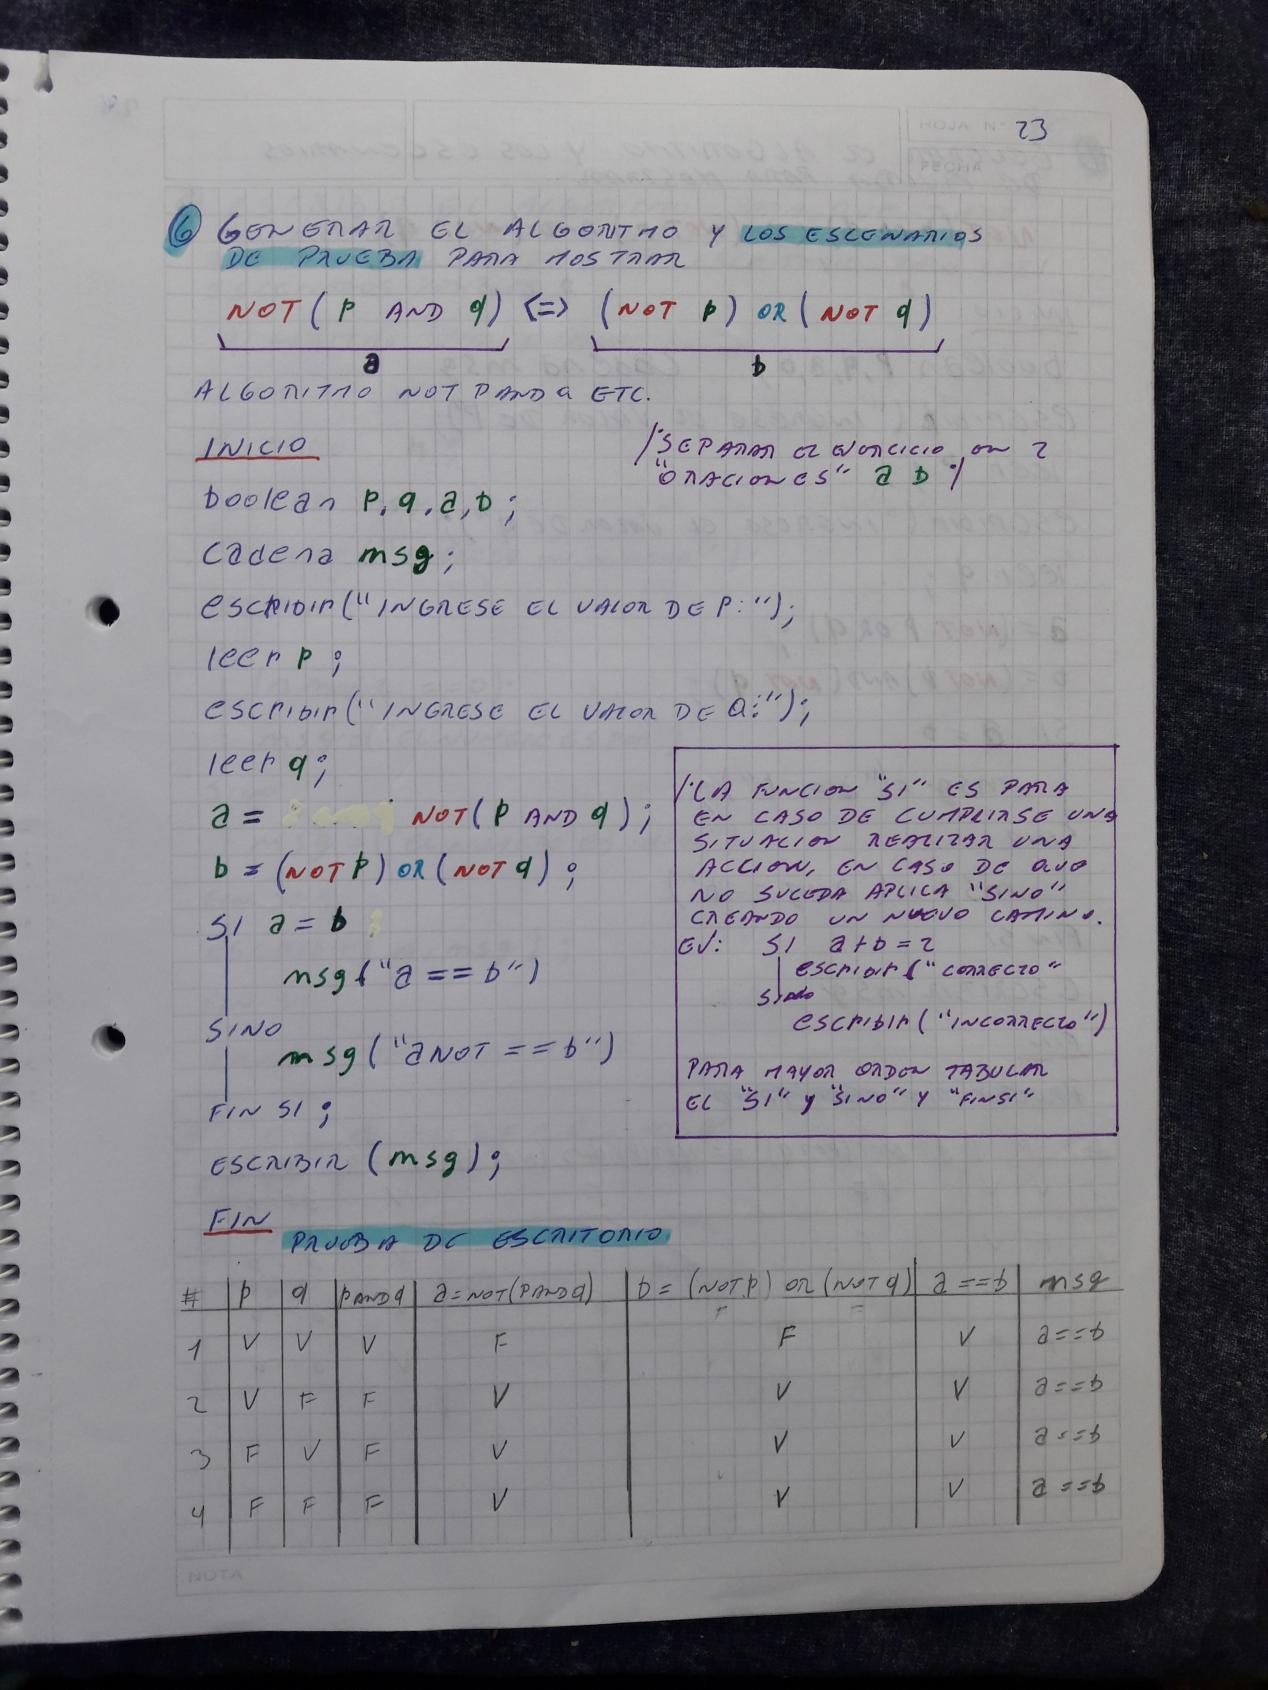 23
6 GENERAR EL ALGORITMO Y LOS ESCENARIOS
DE PRUEBA PARA MOSTRAR
NOT ( P AND q ) <=> (NOT P) OR (NOT q)
a b
ALGORITMO NOT P AND Q ETC.
INICIO
/*SEPARAR EL EJERCICIO en 2
"ORACIONES" a b */
boolean P, q, a, b ;
Cadena msg ;
escribir("INGRESE EL VALOR DE P: ");
leer P ;
escribir("INGRESE EL VALOR DE Q: ");
leer q ;
a = NOT ( P AND q ) ;
b = (NOT P) OR (NOT q) ;
SI a = b
msg ("a == b")
SINO
msg ("a NOT == b")
FIN SI ;
ESCRIBIR (msg) ;
FIN
/*LA FUNCION "SI" ES PARA
EN CASO DE CUMPLIRSE UNA
SITUACION REALIZAR UNA
ACCION, EN CASO DE QUE
NO SUCEDA APLICA "SINO"
CREANDO UN NUEVO CAMINO.
EJ: SI a + b = 2
escribir ("CORRECTO"
SINO
escribir ("INCORRECTO")
PARA MAYOR ORDEN TABULAR
EL "SI" y "SINO" Y "FINSI"
PRUEBA DE ESCRITORIO
# P q P AND q a = NOT (P AND q) b = (NOT P) OR (NOT q) a == b msg
1 V V V F F V a == b
2 V F F V V V a == b
3 F V F V V V a == b
4 F F F V V V a == b